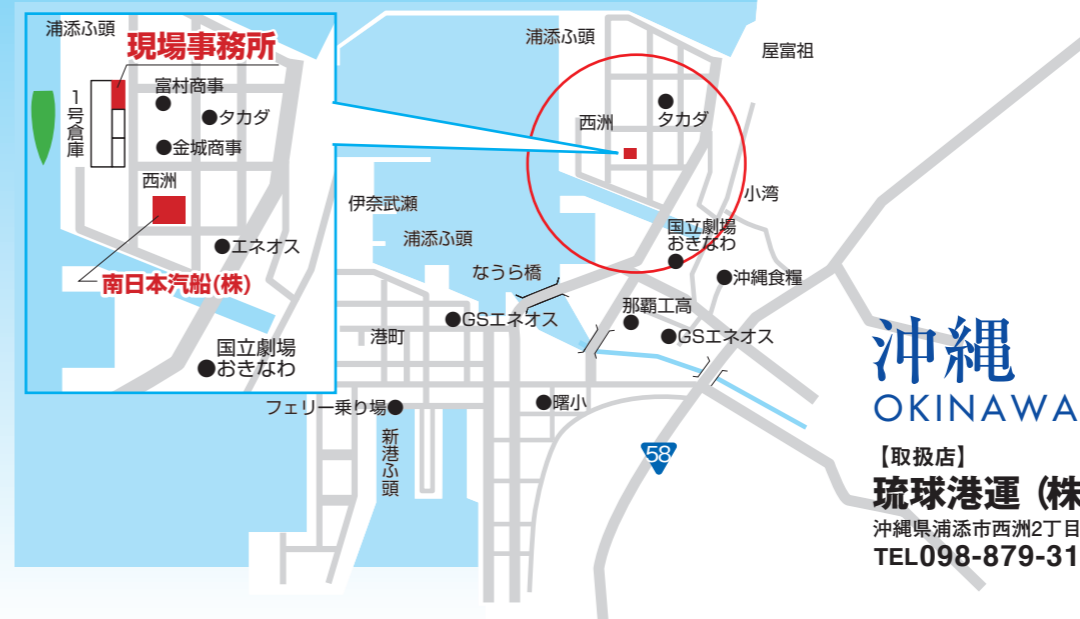 浦添ふ頭
現場事務所
1号倉庫
富村商事
タカダ
金城商事
西洲
エネオス
南日本汽船(株)
国立劇場
おきなわ
浦添ふ頭
屋富祖
タカダ
西洲
小湾
伊奈武瀬
浦添ふ頭
国立劇場
おきなわ
なうら橋
沖縄食糧
那覇工高
GSエネオス
GSエネオス
港町
フェリー乗り場
曙小
新港ふ頭
58
沖縄
OKINAWA
【取扱店】
琉球港運(株
沖縄県浦添市西洲2丁目
TEL098-879-31